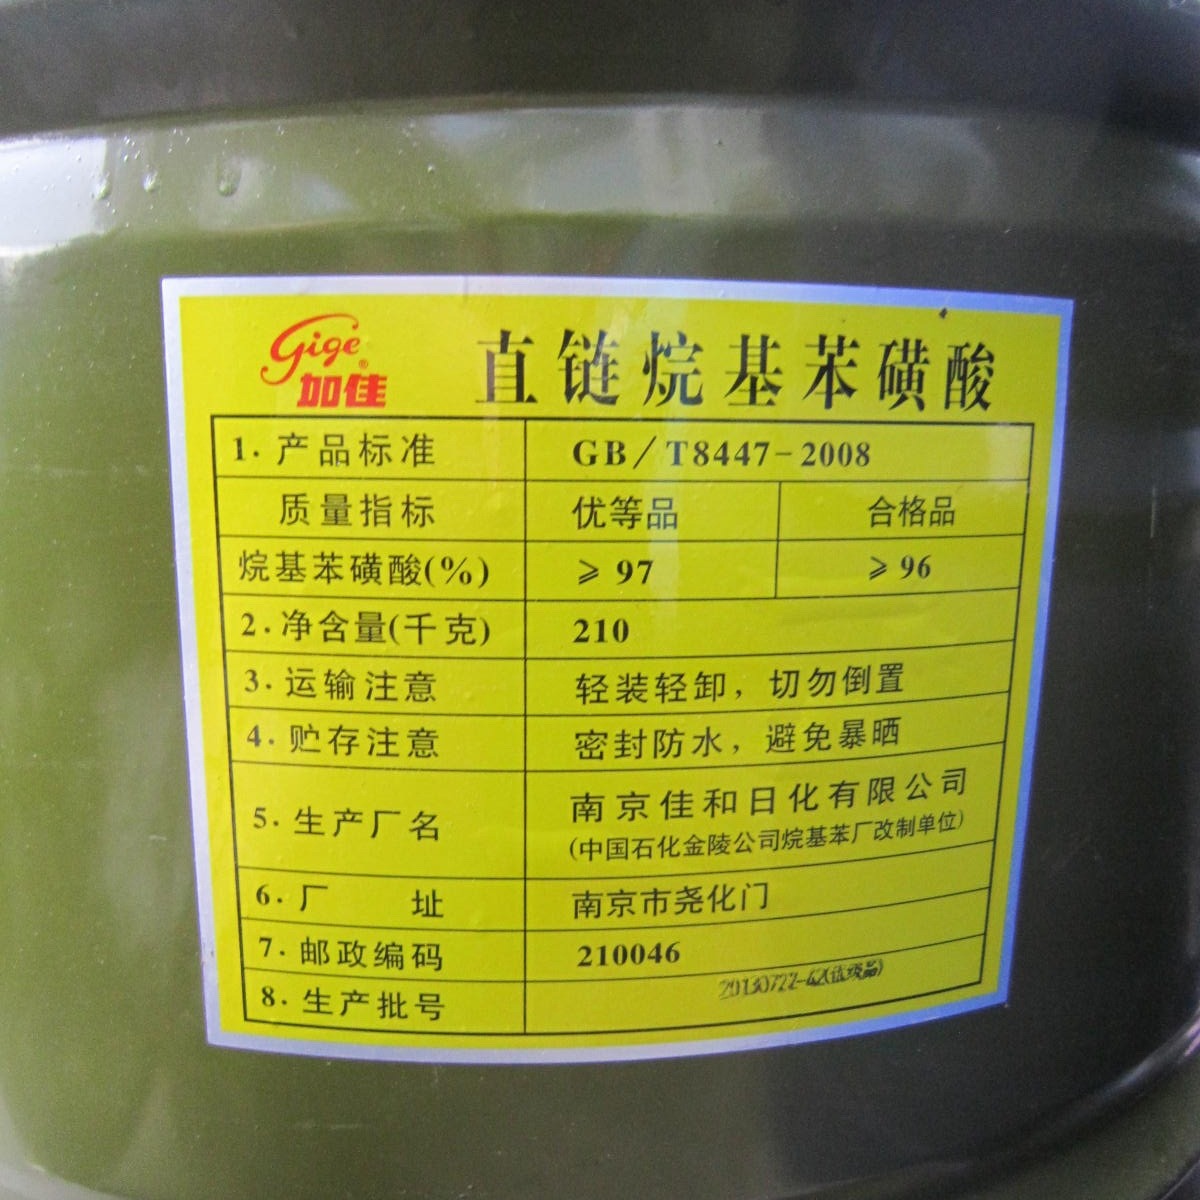 Gige®
加佳
直链烷基苯磺酸
1. 产品标准 GB/T8447-2008
质量指标 优等品 合格品
烷基苯磺酸(%) ≥97 ≥96
2. 净含量(千克) 210
3. 运输注意 轻装轻卸，切勿倒置
4. 贮存注意 密封防水，避免暴晒
5. 生产厂名 南京佳和日化有限公司
(中国石化金陵公司烷基苯厂改制单位)
6. 厂 址 南京市尧化门
7. 邮政编码 210046
8. 生产批号